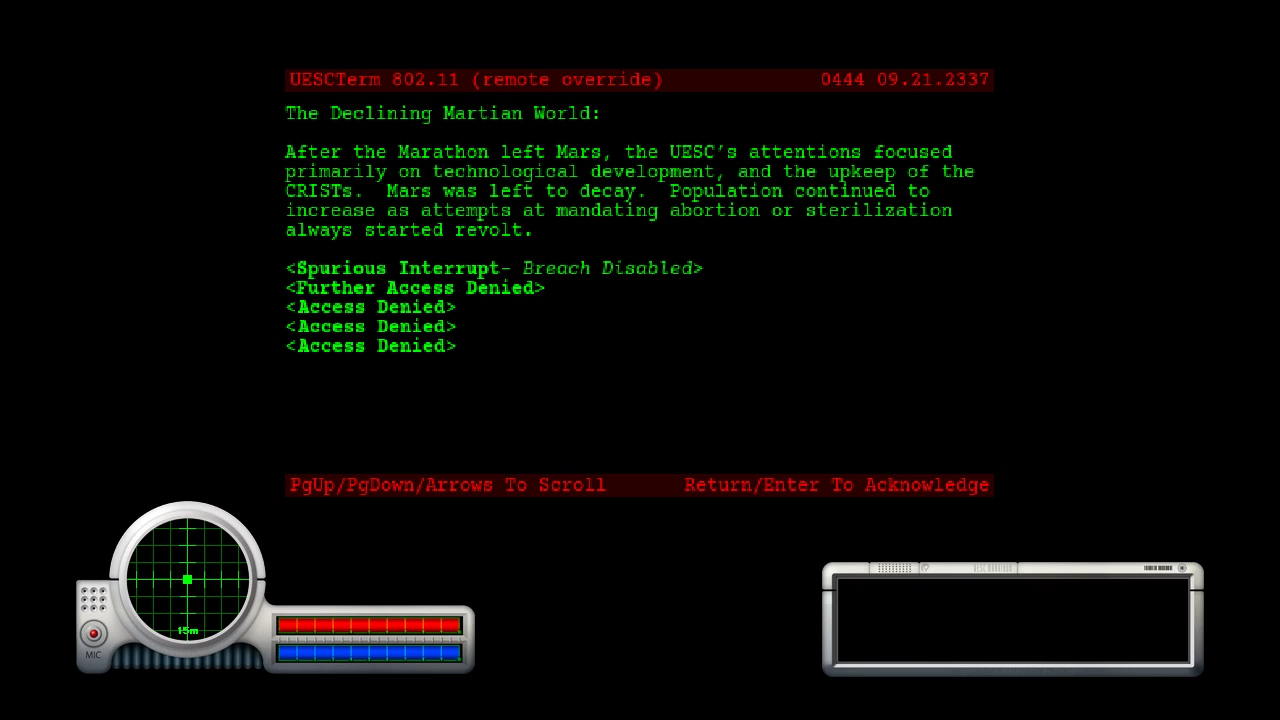 UESCTerm 802.11 (remote override) 0444 09.21.2337
The Declining Martian World:
After the Marathon left Mars, the UESC's attentions focused
primarily on technological development, and the upkeep of the
CRISTs.  Mars was left to decay.  Population continued to
increase as attempts at mandating abortion or sterilization
always started revolt.
<Spurious Interrupt- Breach Disabled>
<Further Access Denied>
<Access Denied>
<Access Denied>
<Access Denied>
PgUp/PgDown/Arrows To Scroll Return/Enter To Acknowledge
15m
MIC